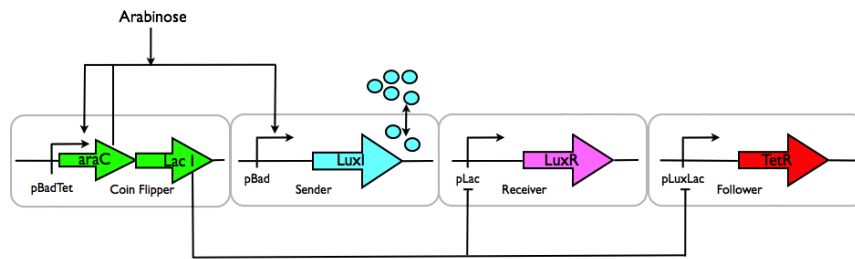 Arabinose
araC
Lac I
LuxI
LuxR
TetR
pBadTet
Coin Flipper
pBad
Sender
pLac
Receiver
pLuxLac
Follower